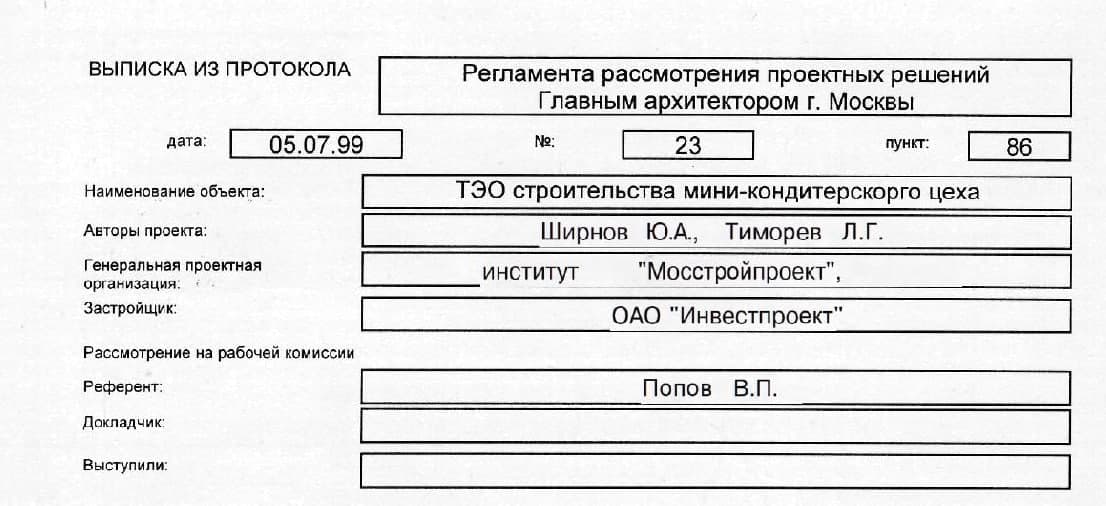 ВЫПИСКА ИЗ ПРОТОКОЛА
Регламента рассмотрения проектных решений
Главным архитектором г. Москвы
дата: 05.07.99 №: 23 пункт: 86
Наименование объекта: ТЭО строительства мини-кондитерскорго цеха
Авторы проекта: Ширнов Ю.А., Тиморев Л.Г.
Генеральная проектная
организация: институт "Мосстройпроект",
Застройщик: ОАО "Инвестпроект"
Рассмотрение на рабочей комиссии
Референт: Попов В.П.
Докладчик:
Выступили: